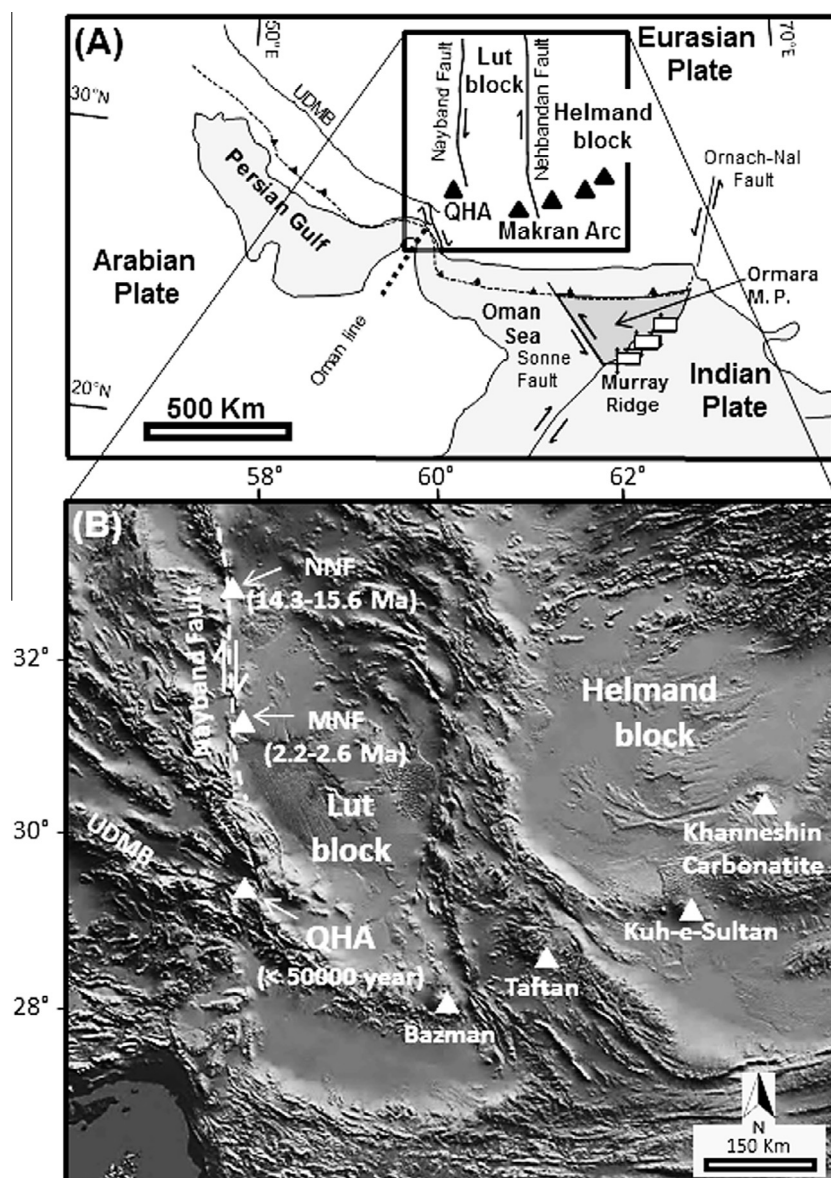 (A)
50°E
70°E
Eurasian
Plate
30°N
UDMB
Nayband Fault
Lut
block
Nehbandan Fault
Helmand
block
Ornach-Nal
Fault
QHA
Makran Arc
Persian Gulf
Arabian
Plate
Ormara
M. P.
Oman line
Oman
Sea
Sonne
Fault
Murray
Ridge
Indian
Plate
20°N
500 Km
58°
60°
62°
(B)
NNF
(14.3-15.6 Ma)
Nayband Fault
32°
MNF
(2.2-2.6 Ma)
Helmand
block
Lut
block
30°
UDMB
Khanneshin
Carbonatite
QHA
(< 50000 year)
Kuh-e-Sultan
Taftan
28°
Bazman
N
150 Km